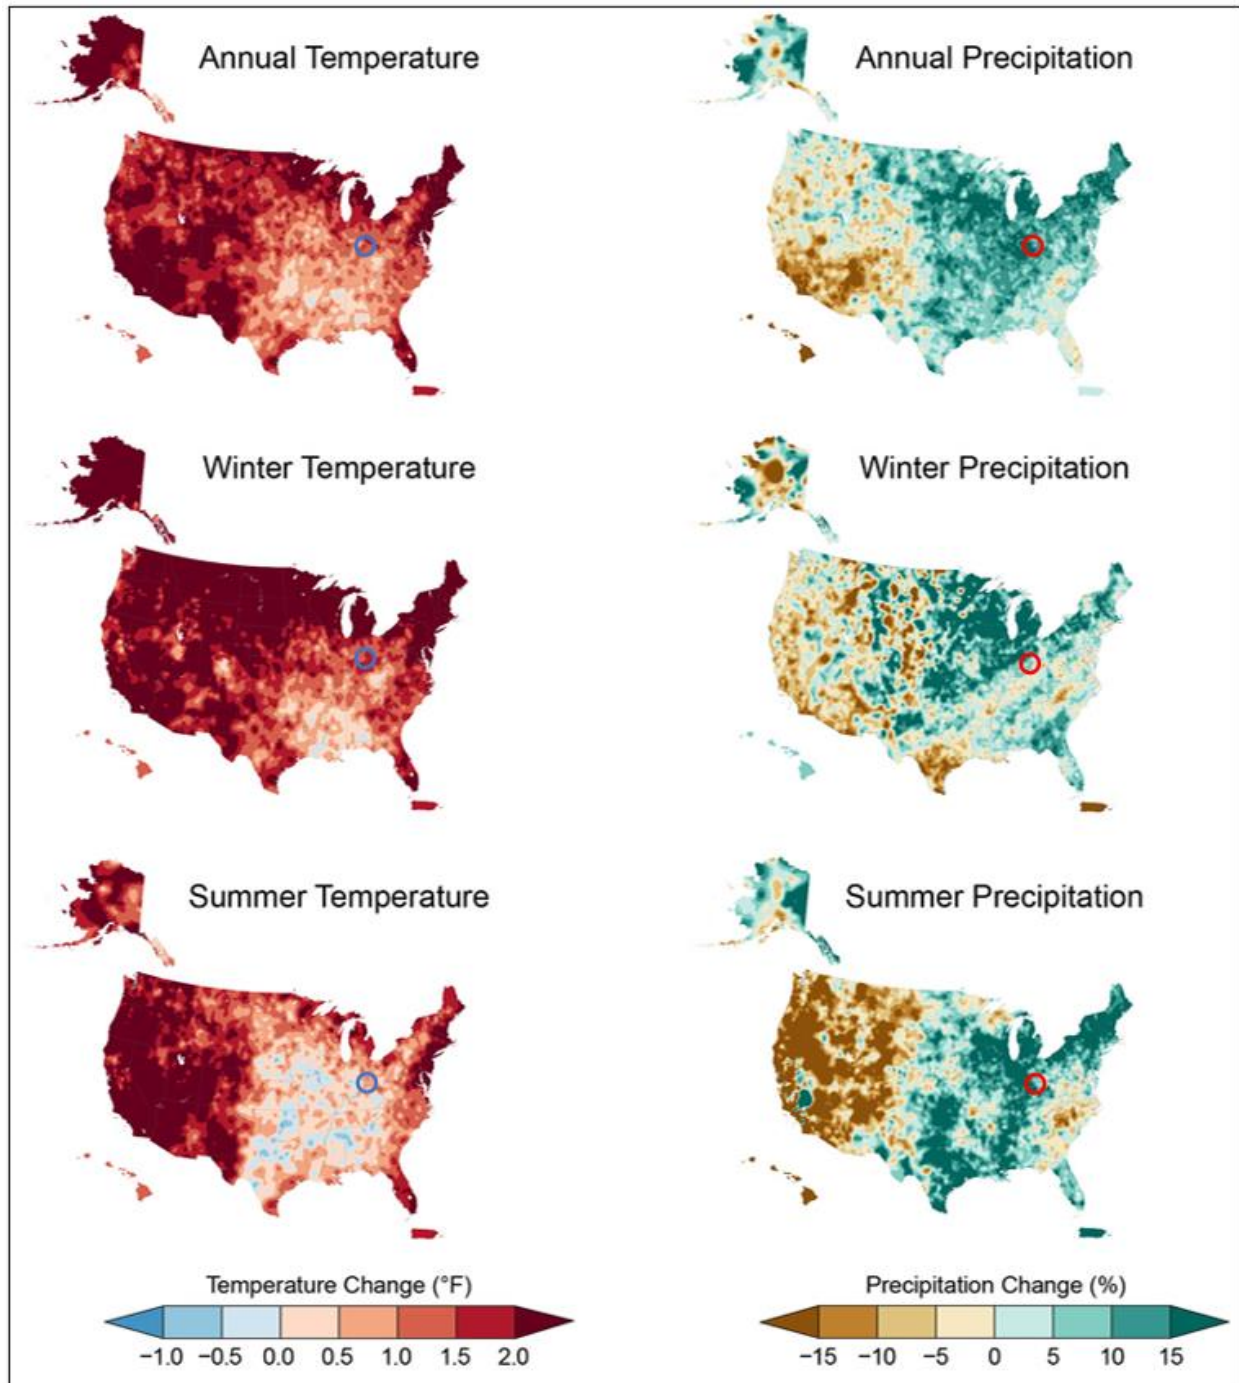 Annual Temperature
Annual Precipitation
Winter Temperature
Winter Precipitation
Summer Temperature
Summer Precipitation
Temperature Change (°F)
−1.0 −0.5 0.0 0.5 1.0 1.5 2.0
Precipitation Change (%)
−15 −10 −5 0 5 10 15